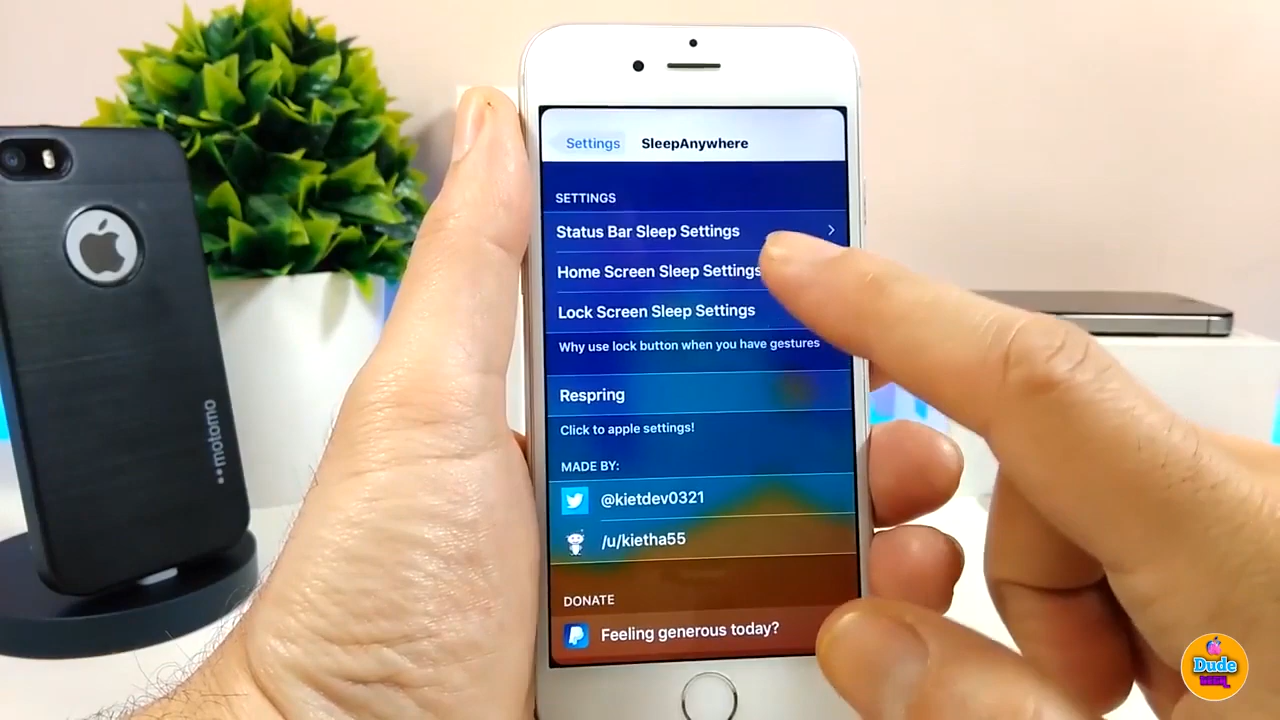 Settings SleepAnywhere
SETTINGS
Status Bar Sleep Settings
Home Screen Sleep Settings
Lock Screen Sleep Settings
Why use lock button when you have gestures
Respring
Click to apple settings!
MADE BY:
@kietdev0321
/u/kietha55
DONATE
Feeling generous today?
motomo
Dude